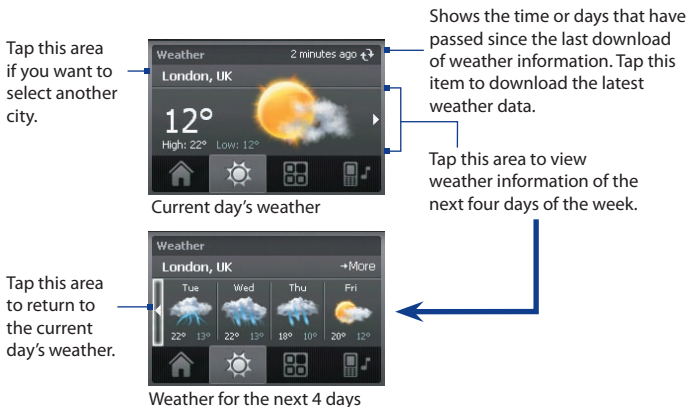 Tap this area
if you want to
select another
city.
Weather
2 minutes ago
London, UK
12°
High: 22° Low: 12°
Current day's weather
Shows the time or days that have
passed since the last download
of weather information. Tap this
item to download the latest
weather data.
Tap this area to view
weather information of the
next four days of the week.
Tap this area
to return to
the current
day's weather.
Weather
London, UK →More
Tue Wed Thu Fri
22° 13° 22° 13° 18° 10° 20° 12°
Weather for the next 4 days